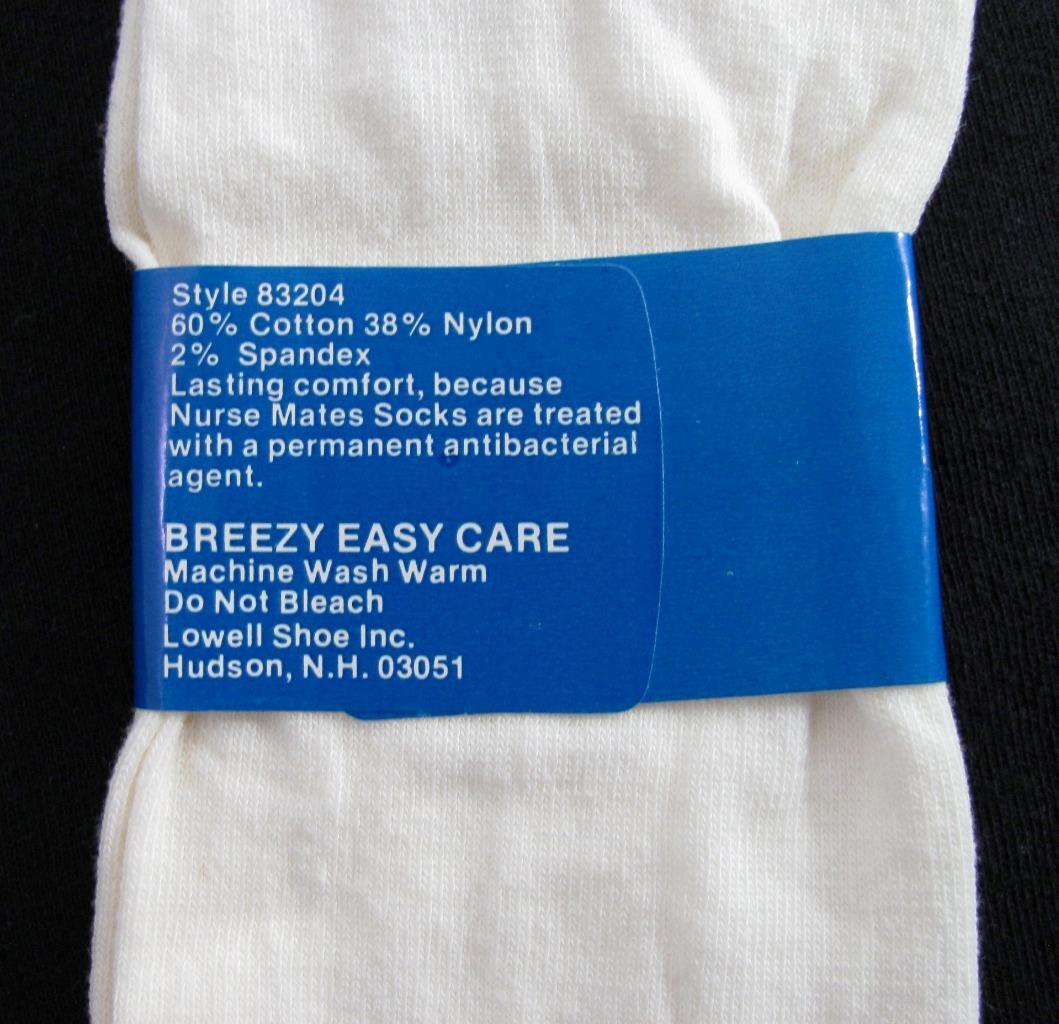 Style 83204
60% Cotton 38% Nylon
2% Spandex
Lasting comfort, because
Nurse Mates Socks are treated
with a permanent antibacterial
agent.
BREEZY EASY CARE
Machine Wash Warm
Do Not Bleach
Lowell Shoe Inc.
Hudson, N.H. 03051